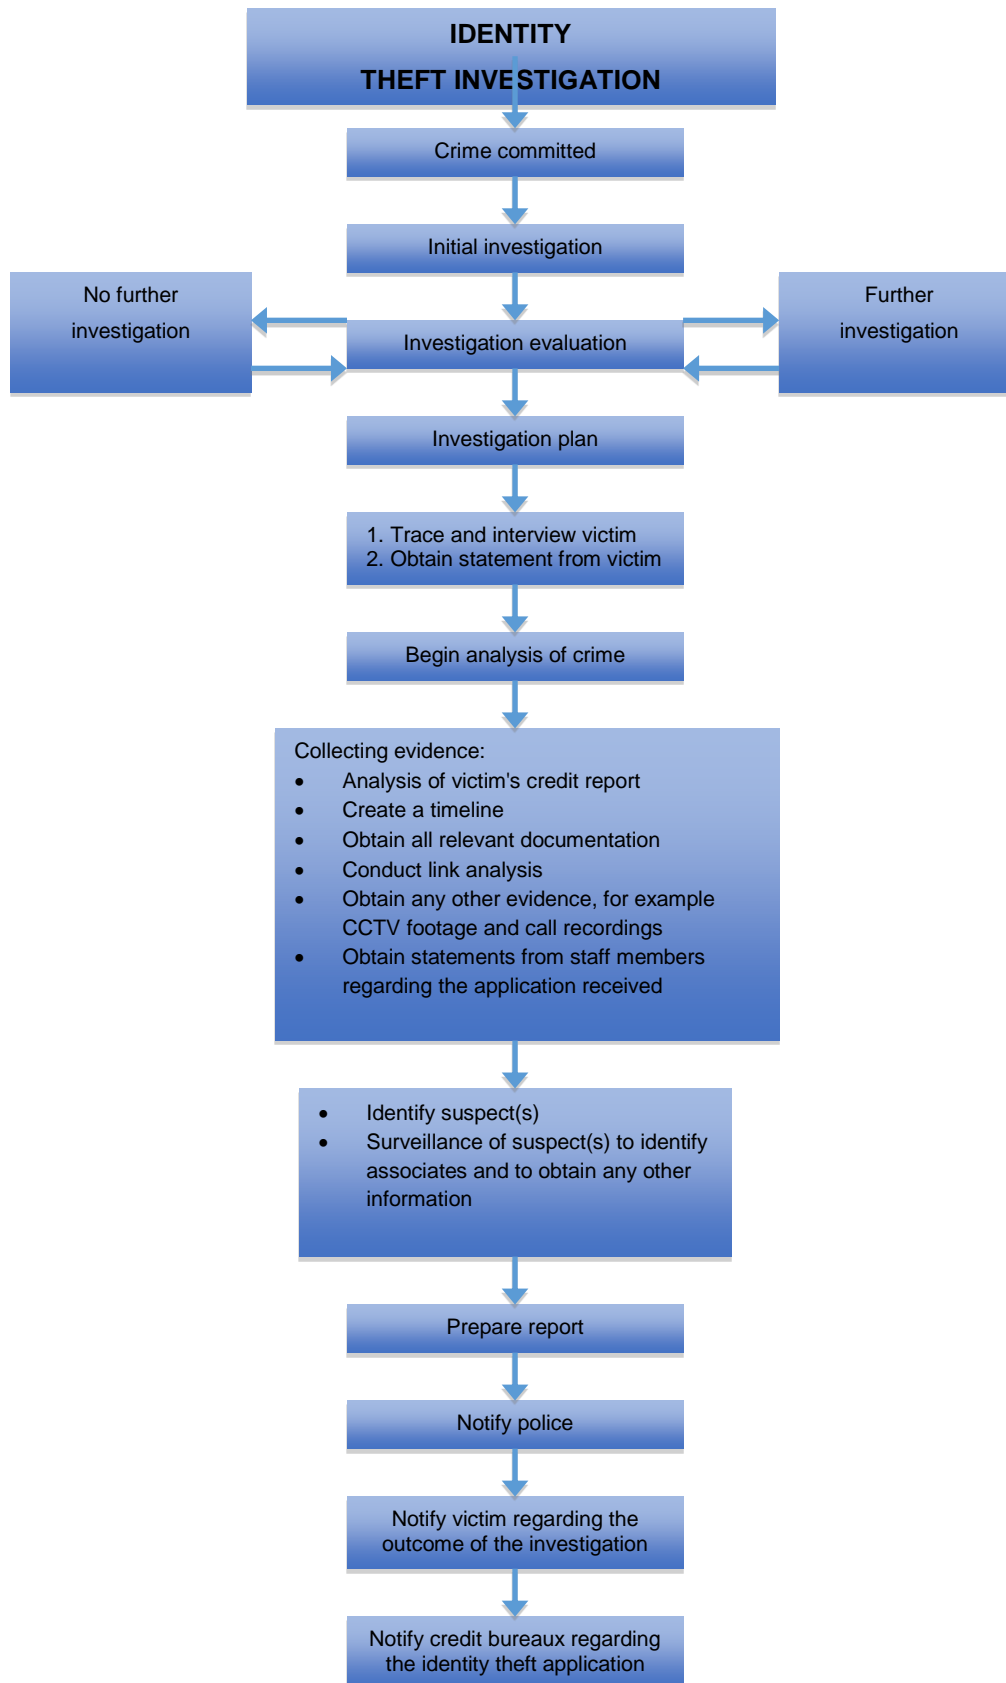 IDENTITY
THEFT INVESTIGATION
Crime committed
Initial investigation
No further
investigation
Investigation evaluation
Further
investigation
Investigation plan
1. Trace and interview victim
2. Obtain statement from victim
Begin analysis of crime
Collecting evidence:
• Analysis of victim's credit report
• Create a timeline
• Obtain all relevant documentation
• Conduct link analysis
• Obtain any other evidence, for example
CCTV footage and call recordings
• Obtain statements from staff members
regarding the application received
• Identify suspect(s)
• Surveillance of suspect(s) to identify
associates and to obtain any other
information
Prepare report
Notify police
Notify victim regarding the
outcome of the investigation
Notify credit bureaux regarding
the identity theft application